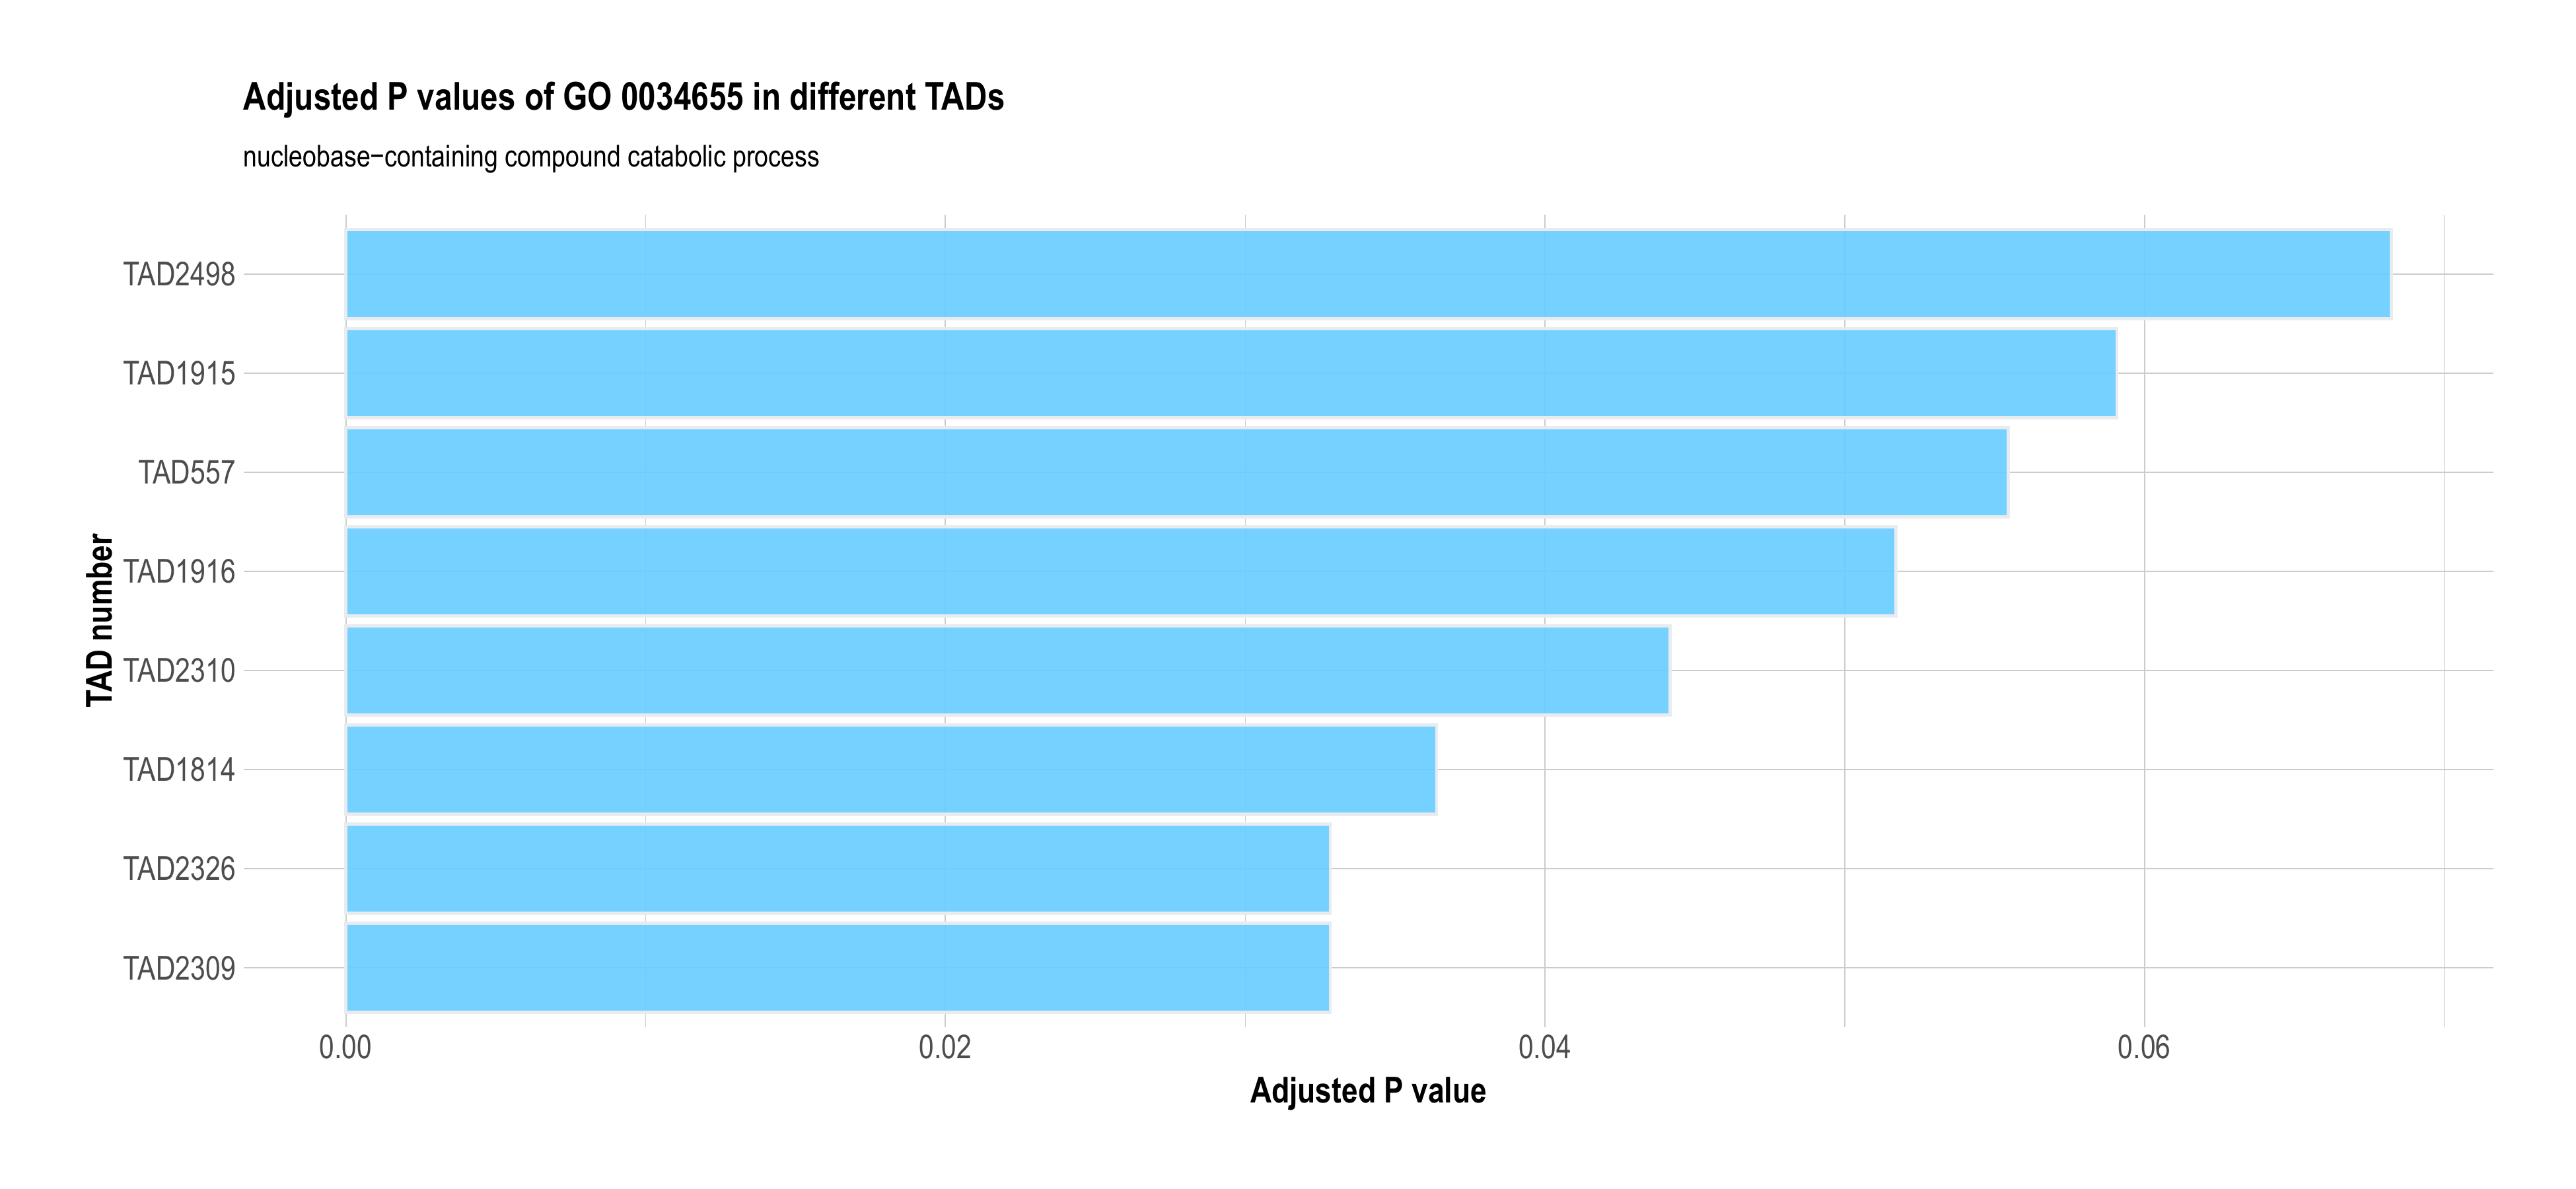 Adjusted P values of GO 0034655 in different TADs
nucleobase−containing compound catabolic process
TAD number
TAD2498
TAD1915
TAD557
TAD1916
TAD2310
TAD1814
TAD2326
TAD2309
0.00 0.02 0.04 0.06
Adjusted P value